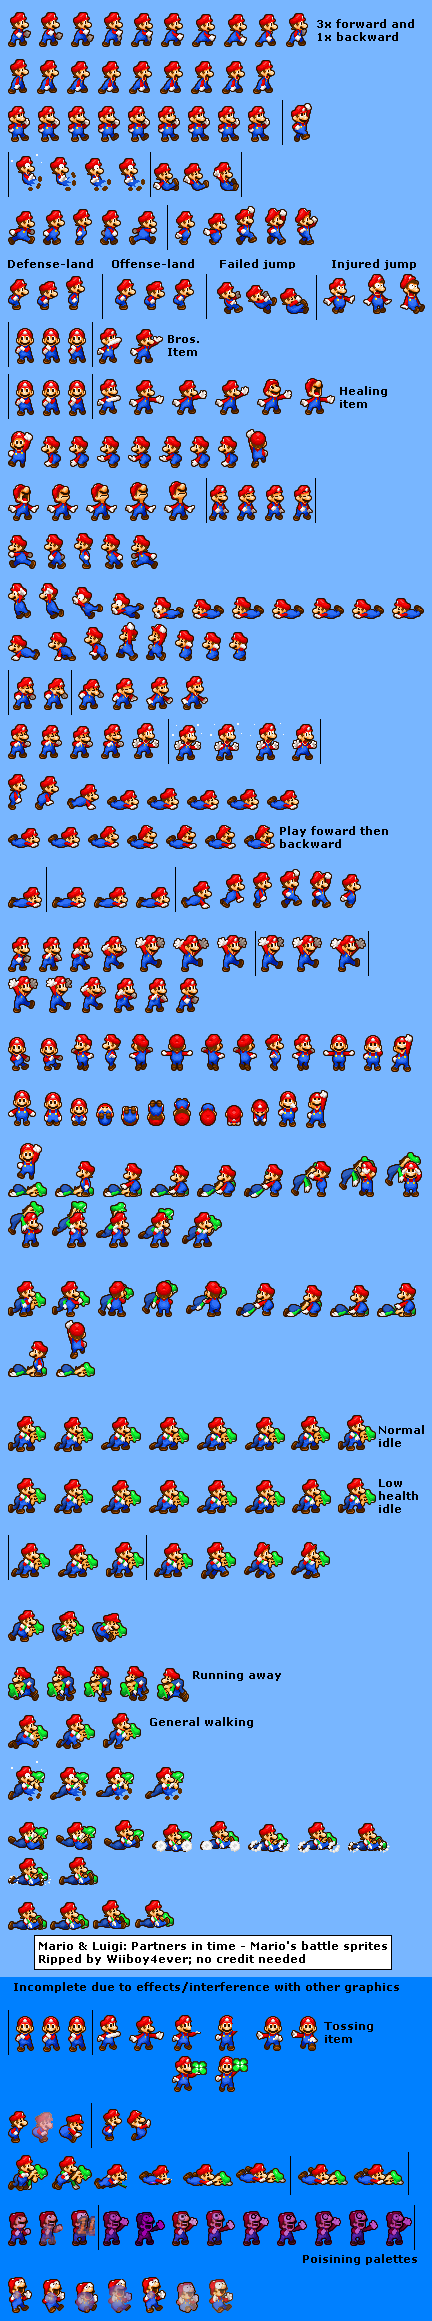 3x forward and
1x backward
Defense-land
Offense-land
Failed jump
Injured jump
Bros.
Item
Healing
item
Play foward then
backward
Normal
idle
Low
health
idle
Running away
General walking
Mario & Luigi: Partners in time - Mario's battle sprites
Ripped by Wiiboy4ever; no credit needed
Incomplete due to effects/interference with other graphics
Tossing
item
Poisining palettes